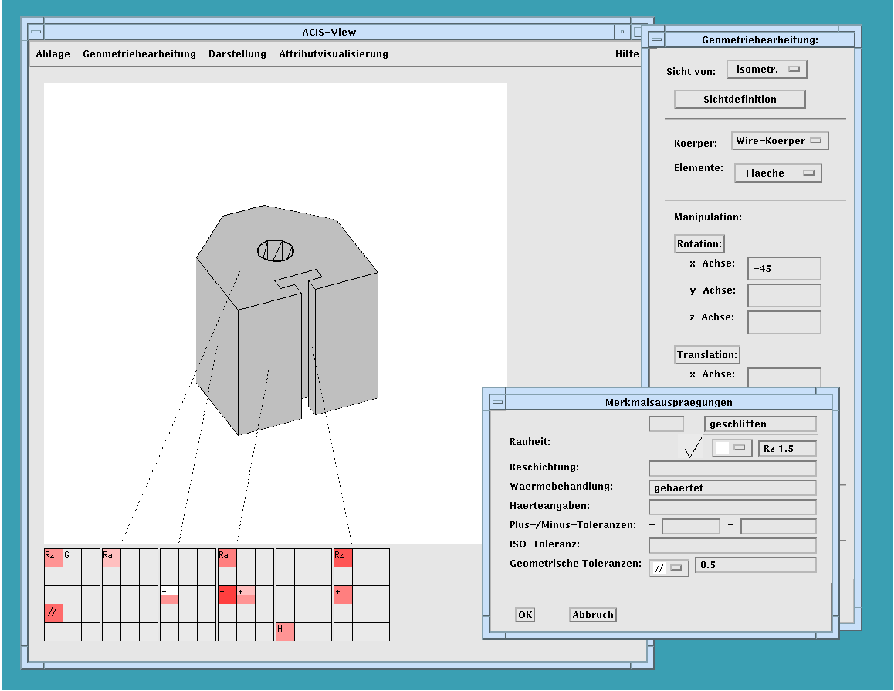 ACIS-View
Ablage Geometriebearbeitung Darstellung Attributvisualisierung Hilfe
Rz G Ra Ra Rz
- - + +
//
H
Geometriebearbeitung:
Sicht von: Isometr.
Sichtdefinition
Koerper: Wire-Koerper
Elemente: Flaeche
Manipulation:
Rotation:
x Achse: -45
y Achse:
z Achse:
Translation:
x Achse:
Merkmalsauspraegungen
geschliffen
Rauheit: Rz 1.5
Beschichtung:
Waermebehandlung: gehaertet
Haerteangaben:
Plus-/Minus-Toleranzen: - -
ISO Toleranz:
Geometrische Toleranzen: // 0.5
OK Abbruch